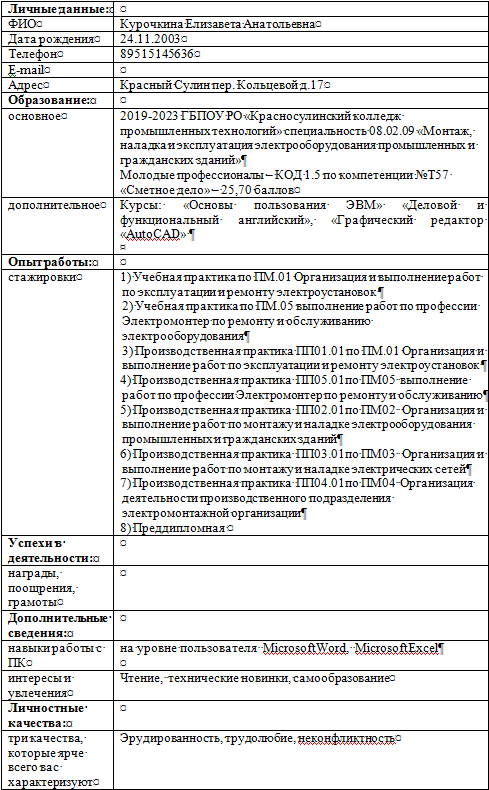 Личные данные:
ФИО Курочкина Елизавета Анатольевна
Дата рождения 24.11.2003
Телефон 89515145636
E-mail
Адрес Красный Сулин пер. Кольцевой д.17
Образование:
основное 2019-2023 ГБПОУ РО «Красносулинский колледж
промышленных технологий» специальность 08.02.09 «Монтаж,
наладка и эксплуатация электрооборудования промышленных и
гражданских зданий»¶
Молодые профессионалы – КОД 1.5 по компетенции №Т57
«Сметное дело» – 25,70 баллов
дополнительное Курсы: «Основы пользования ЭВМ» «Деловой и
функциональный английский», «Графический редактор
«AutoCAD» ¶
Опыт работы:
стажировки 1) Учебная практика по ПМ.01 Организация и выполнение работ
по эксплуатации и ремонту электроустановок ¶
2) Учебная практика по ПМ.05 выполнение работ по профессии
Электромонтер по ремонту и обслуживанию
электрооборудования¶
3) Производственная практика ПП01.01 по ПМ.01 Организация и
выполнение работ по эксплуатации и ремонту электроустановок¶
4) Производственная практика ПП05.01 по ПМ05 выполнение
работ по профессии Электромонтер по ремонту и обслуживанию¶
5) Производственная практика ПП02.01 по ПМ02 Организация и
выполнение работ по монтажу и наладке электрооборудования
промышленных и гражданских зданий¶
6) Производственная практика ПП03.01 по ПМ03 Организация и
выполнение работ по монтажу и наладке электрических сетей¶
7) Производственная практика ПП04.01 по ПМ04 Организация
деятельности производственного подразделения
электромонтажной организации¶
8) Преддипломная
Успехи в
деятельности:
награды,
поощрения,
грамоты
Дополнительные
сведения:
навыки работы с на уровне пользователя MicrosoftWord, MicrosoftExcel¶
ПК
интересы и Чтение, технические новинки, самообразование
увлечения
Личностные
качества:
три качества, Эрудированность, трудолюбие, неконфликтность
которые ярче
всего вас
характеризуют